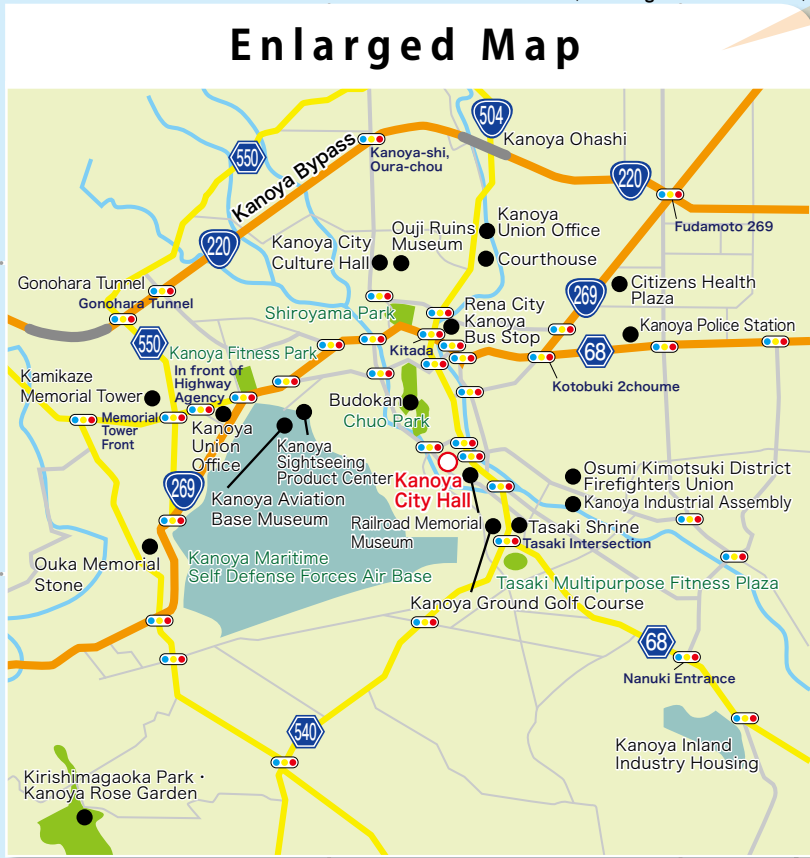 Enlarged Map
504
Kanoya Ohashi
550
Kanoya Bypass
Kanoya-shi,
Oura-chou
220
Fudamoto 269
220
Kanoya City
Culture Hall
Ouji Ruins
Museum
Kanoya
Union Office
Courthouse
Gonohara Tunnel
Gonohara Tunnel
269
Citizens Health
Plaza
Shiroyama Park
Rena City
Kanoya
Bus Stop
Kanoya Police Station
550
Kanoya Fitness Park
Kitada
68
Kamikaze
Memorial Tower
In front of
Highway
Agency
Kotobuki 2choume
Memorial
Tower
Front
Kanoya
Union
Office
Budokan
Chuo Park
Kanoya
Sightseeing
Product Center
Kanoya
City Hall
Osumi Kimotsuki District
Firefighters Union
Kanoya Industrial Assembly
269
Kanoya Aviation
Base Museum
Railroad Memorial
Museum
Tasaki Shrine
Tasaki Intersection
Ouka Memorial
Stone
Kanoya Maritime
Self Defense Forces Air Base
Tasaki Multipurpose Fitness Plaza
Kanoya Ground Golf Course
68
Nanuki Entrance
540
Kanoya Inland
Industry Housing
Kirishimagaoka Park・
Kanoya Rose Garden